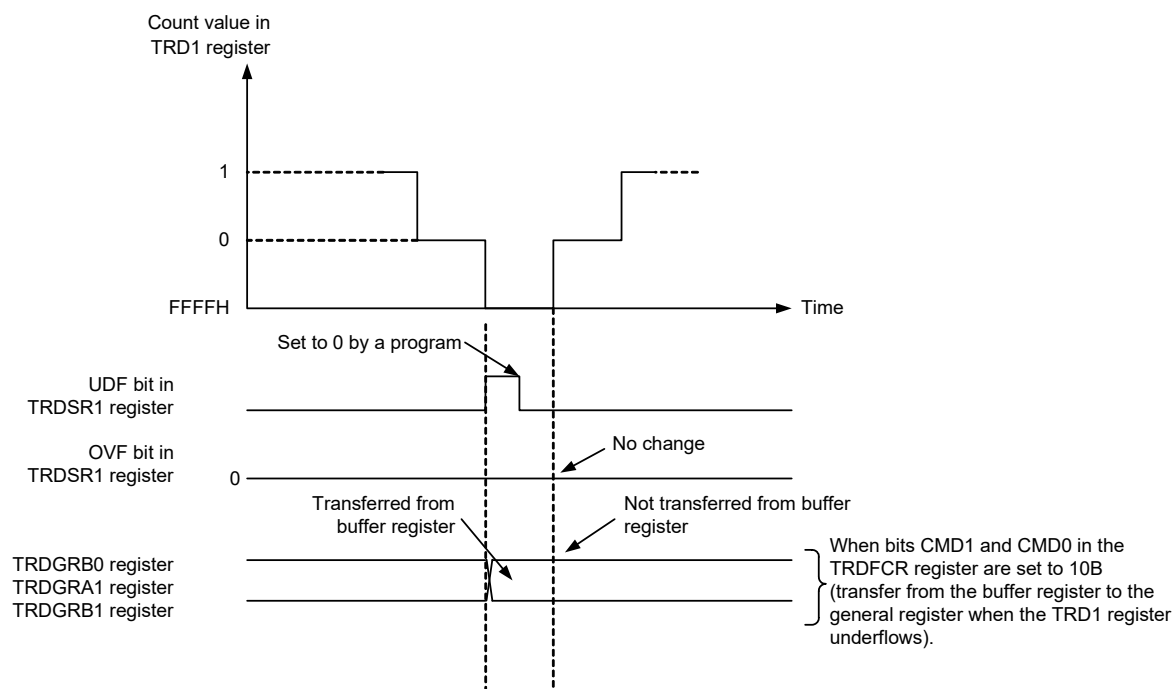 Count value in
TRD1 register
1
0
FFFFH
Time
Set to 0 by a program
UDF bit in
TRDSR1 register
OVF bit in
TRDSR1 register
0
No change
Transferred from
buffer register
Not transferred from buffer
register
TRDGRB0 register
TRDGRA1 register
TRDGRB1 register
When bits CMD1 and CMD0 in the
TRDFCR register are set to 10B
(transfer from the buffer register to the
general register when the TRD1 register
underflows).